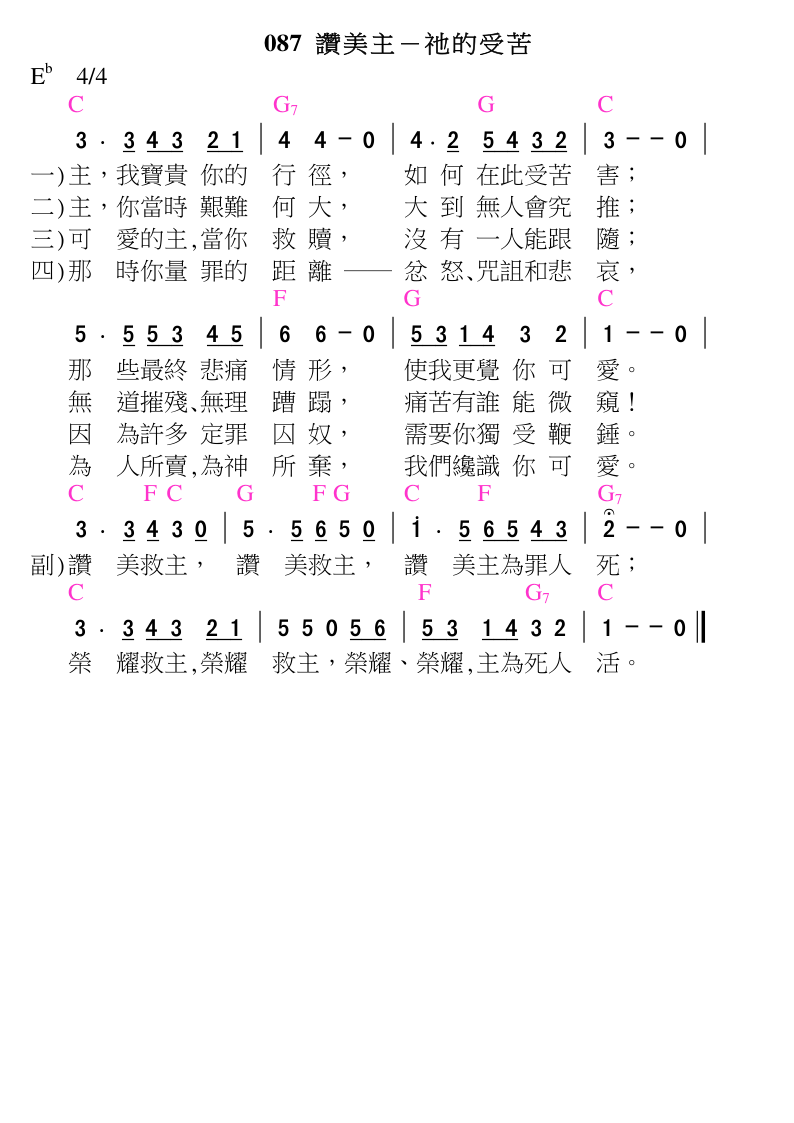 087 讚美主－祂的受苦
E♭ 4/4
C G7 G C
3 · 3 4 3 2 1 | 4 4 － 0 | 4 · 2 5 4 3 2 | 3 － － 0 |
一)主，我寶貴 你的 行 徑， 如 何 在此受苦 害；
二)主，你當時 艱難 何 大， 大 到 無人會究 推；
三)可 愛的主,當你 救 贖， 沒 有 一人能跟 隨；
四)那 時你量 罪的 距 離 —— 忿 怒、咒詛和悲 哀，
F G C
5 · 5 5 3 4 5 | 6 6 － 0 | 5 3 1 4 3 2 | 1 － － 0 |
那 些最終 悲痛 情 形， 使我更覺 你 可 愛。
無 道摧殘、無理 蹧 蹋， 痛苦有誰 能 微 窺！
因 為許多 定罪 囚 奴， 需要你獨 受 鞭 錘。
為 人所賣,為神 所 棄， 我們纔識 你 可 愛。
C F C G F G C F G7
3 · 3 4 3 0 | 5 · 5 6 5 0 | 1̇ · 5 6 5 4 3 | 2 － － 0 |
副)讚 美救主， 讚 美救主， 讚 美主為罪人 死；
C F G7 C
3 · 3 4 3 2 1 | 5 5 0 5 6 | 5 3 1 4 3 2 | 1 － － 0 ‖
榮 耀救主,榮耀 救主，榮耀、榮耀,主為死人 活。